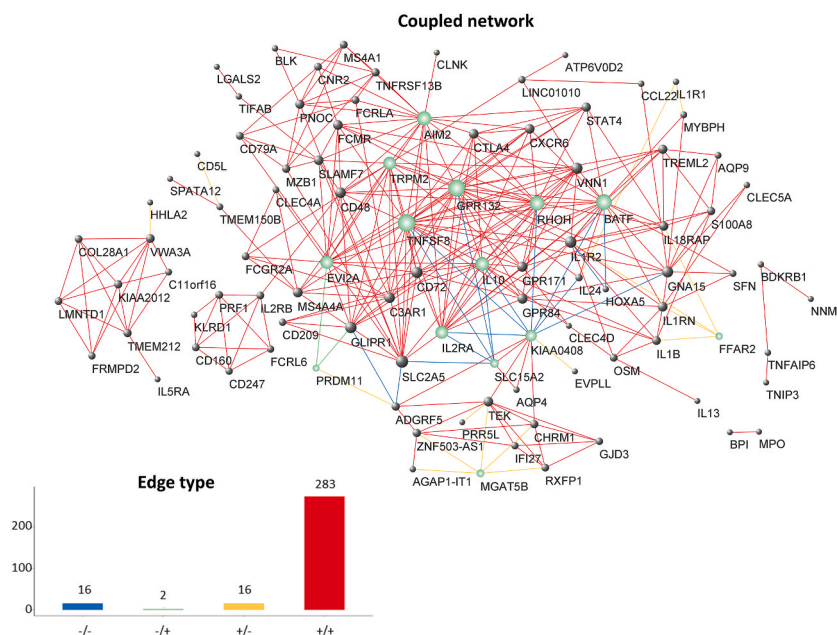 Coupled network
BLK
MS4A1
CLNK
ATP6V0D2
LGALS2
CNR2
TNFRSF13B
LINC01010
CCL22
IL1R1
TIFAB
PNOC
FCRLA
AIM2
STAT4
MYBPH
FCMR
CTLA4
CXCR6
CD79A
TREML2
AQP9
CD5L
MZB1
SLAMF7
TRPM2
VNN1
SPATA12
CLEC4A
CD48
GPR132
RHOH
BATF
CLEC5A
HHLA2
TMEM150B
TNFSF8
S100A8
COL28A1
VWA3A
IL1R2
IL18RAP
FCGR2A
EVI2A
CD72
IL10
GPR171
C11orf16
KIAA2012
IL24
HOXA5
GNA15
SFN
BDKRB1
LMNTD1
PRF1
IL2RB
MS4A4A
C3AR1
GPR84
IL1RN
NNM
KLRD1
CD209
GLIPR1
IL2RA
KIAA0408
CLEC4D
IL1B
FFAR2
TMEM212
CD160
FCRL6
FRMPD2
CD247
PRDM11
SLC2A5
SLC15A2
EVPLL
OSM
TNFAIP6
IL5RA
AQP4
TNIP3
ADGRF5
TEK
IL13
PRR5L
CHRM1
ZNF503-AS1
IFI27
GJD3
BPI
MPO
AGAP1-IT1
MGAT5B
RXFP1
Edge type
283
200
100
16
2
16
0
-/-
-/+
+/-
+/+